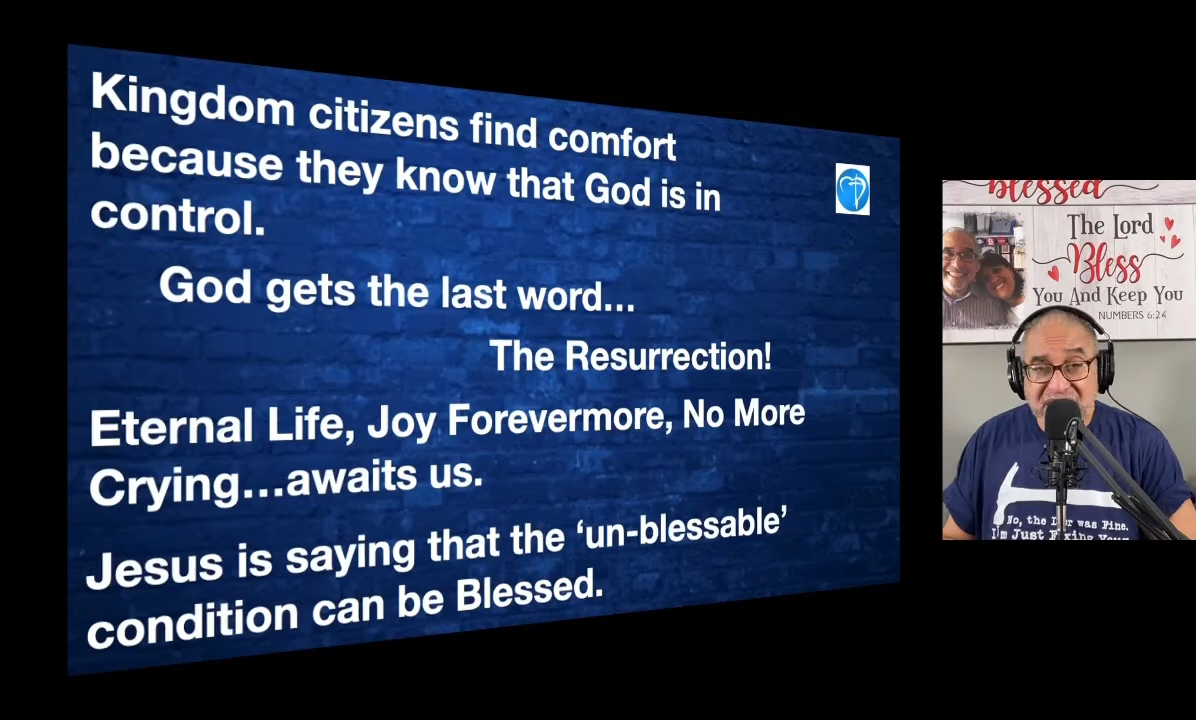 Kingdom citizens find comfort
because they know that God is in
control.
God gets the last word...
The Resurrection!
Eternal Life, Joy Forevermore, No More
Crying...awaits us.
Jesus is saying that the ‘un-blessable’
condition can be Blessed.
blessed
The Lord
Bless
You And Keep You
NUMBERS 6:24
No, the was Fine.
Just